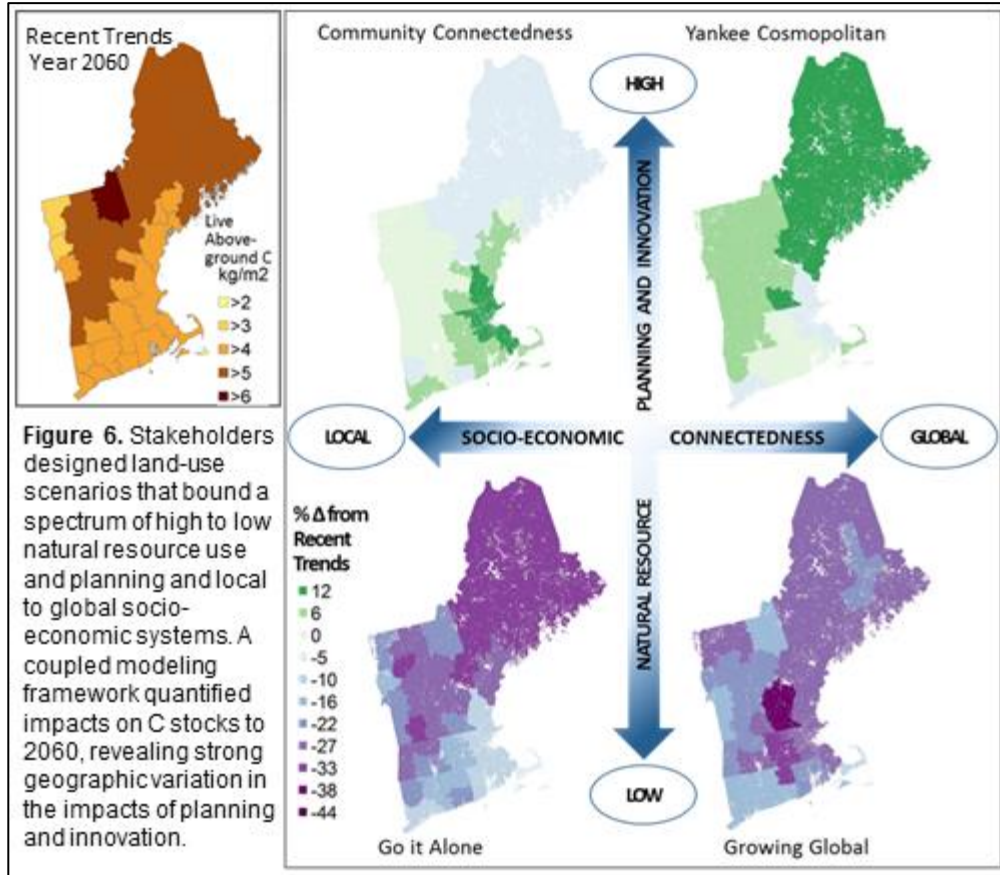 Recent Trends
Year 2060
Live
Above-
ground C
kg/m2
>2
>3
>4
>5
>6
Figure 6. Stakeholders
designed land-use
scenarios that bound a
spectrum of high to low
natural resource use
and planning and local
to global socio-
economic systems. A
coupled modeling
framework quantified
impacts on C stocks to
2060, revealing strong
geographic variation in
the impacts of planning
and innovation.
Community Connectedness
Yankee Cosmopolitan
HIGH
PLANNING AND INNOVATION
LOCAL
SOCIO-ECONOMIC CONNECTEDNESS
GLOBAL
NATURAL RESOURCE
% Δ from
Recent
Trends
12
6
0
-5
-10
-16
-22
-27
-33
-38
-44
LOW
Go it Alone
Growing Global